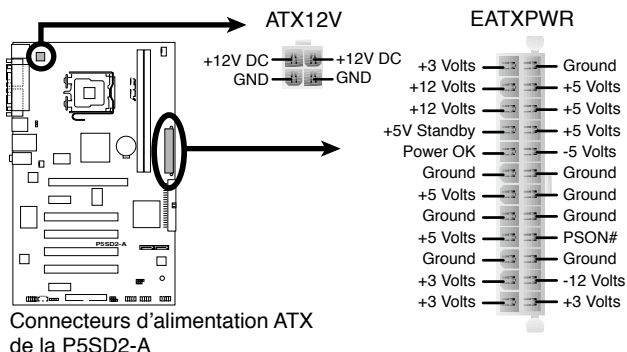 ATX12V
+12V DC +12V DC
GND GND
EATXPWR
+3 Volts Ground
+12 Volts +5 Volts
+12 Volts +5 Volts
+5V Standby +5 Volts
Power OK -5 Volts
Ground Ground
+5 Volts Ground
Ground Ground
+5 Volts PSON#
Ground Ground
+3 Volts -12 Volts
+3 Volts +3 Volts
P5SD2-A
Connecteurs d’alimentation ATX
de la P5SD2-A